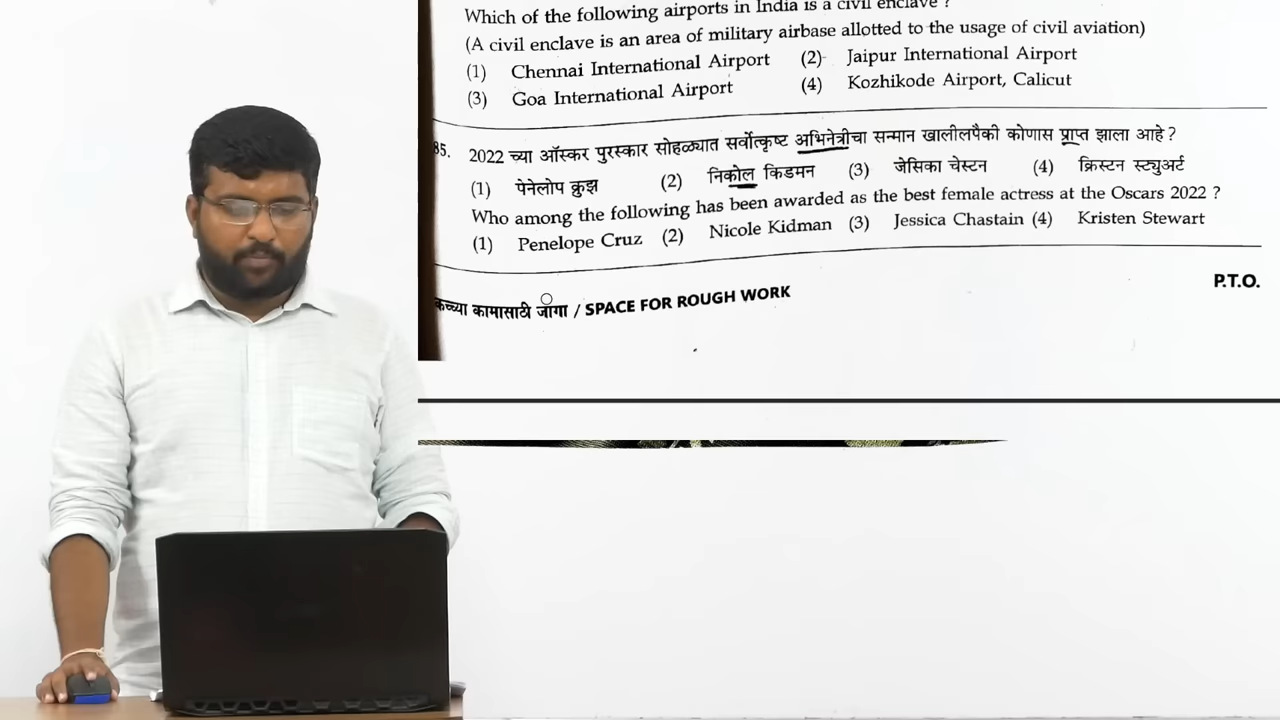 Which of the following airports in India is a civil enclave ?
(A civil enclave is an area of military airbase allotted to the usage of civil aviation)
(1) Chennai International Airport (2) Jaipur International Airport
(3) Goa International Airport (4) Kozhikode Airport, Calicut
85. 2022 च्या ऑस्कर पुरस्कार सोहळ्यात सर्वोत्कृष्ट अभिनेत्रीचा सन्मान खालीलपैकी कोणास प्राप्त झाला आहे ?
(1) पेनेलोप क्रुझ (2) निकोल किडमन (3) जेसिका चेस्टन (4) क्रिस्टन स्ट्युअर्ट
Who among the following has been awarded as the best female actress at the Oscars 2022 ?
(1) Penelope Cruz (2) Nicole Kidman (3) Jessica Chastain (4) Kristen Stewart
कच्च्या कामासाठी जागा / SPACE FOR ROUGH WORK
P.T.O.